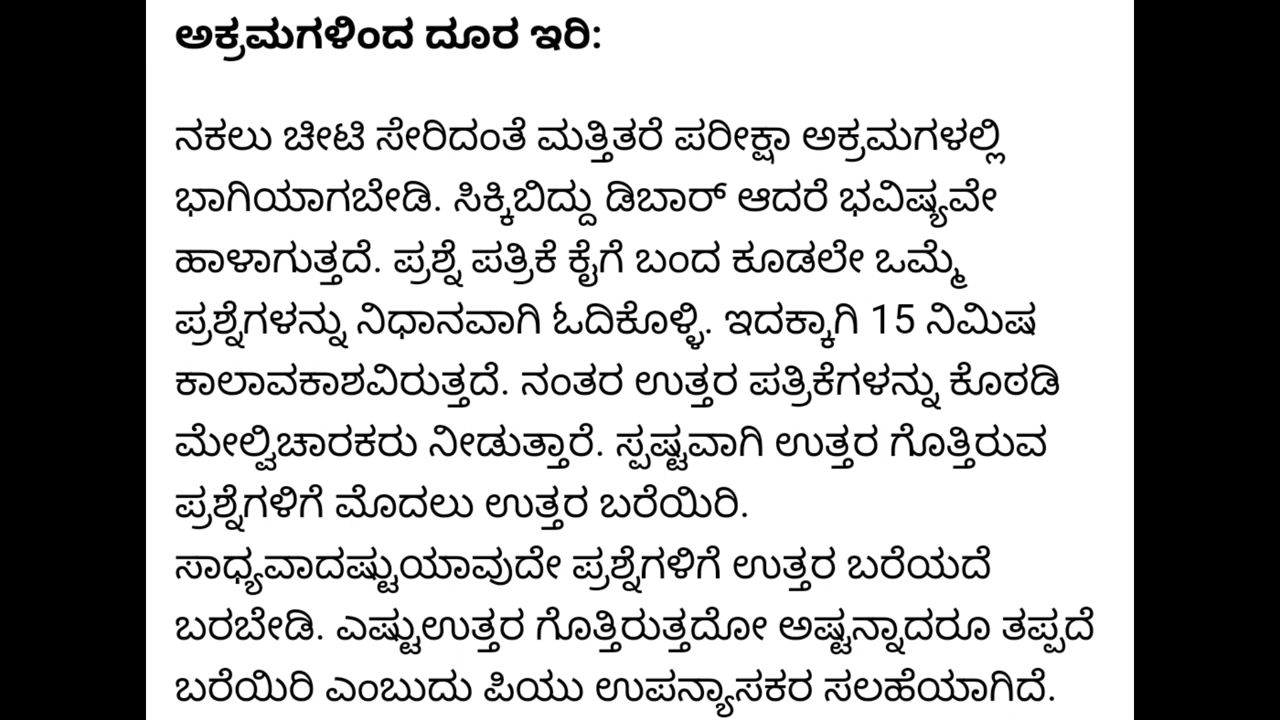 ಅಕ್ರಮಗಳಿಂದ ದೂರ ಇರಿ:
ನಕಲು ಚೀಟಿ ಸೇರಿದಂತೆ ಮತ್ತಿತರೆ ಪರೀಕ್ಷಾ ಅಕ್ರಮಗಳಲ್ಲಿ
ಭಾಗಿಯಾಗಬೇಡಿ. ಸಿಕ್ಕಿಬಿದ್ದು ಡಿಬಾರ್ ಆದರೆ ಭವಿಷ್ಯವೇ
ಹಾಳಾಗುತ್ತದೆ. ಪ್ರಶ್ನೆ ಪತ್ರಿಕೆ ಕೈಗೆ ಬಂದ ಕೂಡಲೇ ಒಮ್ಮೆ
ಪ್ರಶ್ನೆಗಳನ್ನು ನಿಧಾನವಾಗಿ ಓದಿಕೊಳ್ಳಿ. ಇದಕ್ಕಾಗಿ 15 ನಿಮಿಷ
ಕಾಲಾವಕಾಶವಿರುತ್ತದೆ. ನಂತರ ಉತ್ತರ ಪತ್ರಿಕೆಗಳನ್ನು ಕೊಠಡಿ
ಮೇಲ್ವಿಚಾರಕರು ನೀಡುತ್ತಾರೆ. ಸ್ಪಷ್ಟವಾಗಿ ಉತ್ತರ ಗೊತ್ತಿರುವ
ಪ್ರಶ್ನೆಗಳಿಗೆ ಮೊದಲು ಉತ್ತರ ಬರೆಯಿರಿ.
ಸಾಧ್ಯವಾದಷ್ಟುಯಾವುದೇ ಪ್ರಶ್ನೆಗಳಿಗೆ ಉತ್ತರ ಬರೆಯದೆ
ಬರಬೇಡಿ. ಎಷ್ಟುಉತ್ತರ ಗೊತ್ತಿರುತ್ತದೋ ಅಷ್ಟನ್ನಾದರೂ ತಪ್ಪದೆ
ಬರೆಯಿರಿ ಎಂಬುದು ಪಿಯು ಉಪನ್ಯಾಸಕರ ಸಲಹೆಯಾಗಿದೆ.